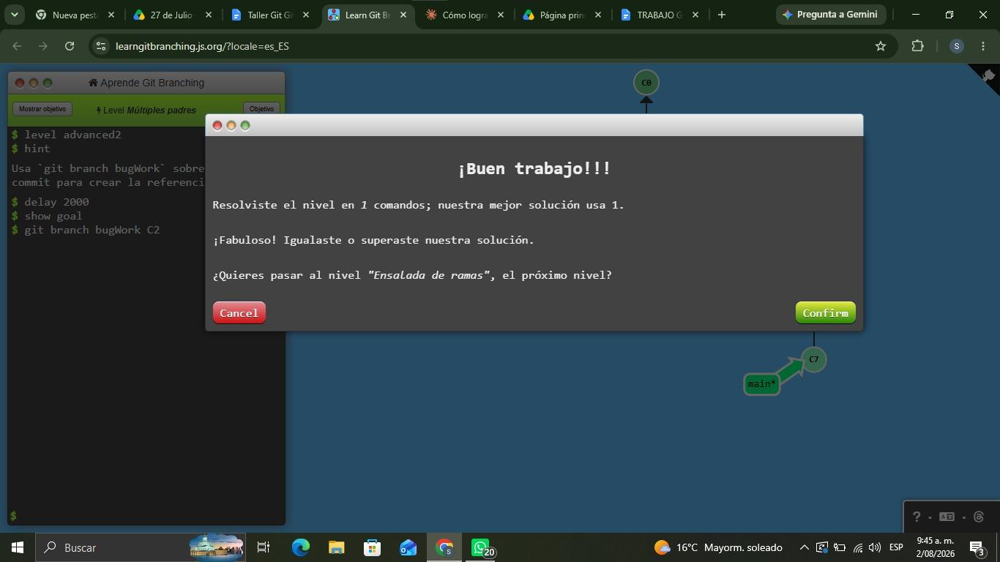 Nueva pest
27 de Julio
Taller Git Gi
Learn Git Br
Cómo logra
Página prin
TRABAJO G
Pregunta a Gemini
learngitbranching.js.org/?locale=es_ES
S
Aprende Git Branching
Mostrar objetivo
Level Múltiples padres
Objetivo
$ level advanced2
$ hint
Usa `git branch bugWork` sobre
commit para crear la referenci
$ delay 2000
$ show goal
$ git branch bugWork C2
$
C0
¡Buen trabajo!!!
Resolviste el nivel en 1 comandos; nuestra mejor solución usa 1.
¡Fabuloso! Igualaste o superaste nuestra solución.
¿Quieres pasar al nivel "Ensalada de ramas", el próximo nivel?
Cancel
Confirm
C7
main*
?
Buscar
S
20
16°C Mayorm. soleado
ESP
9:45 a. m.
2/08/2026
3